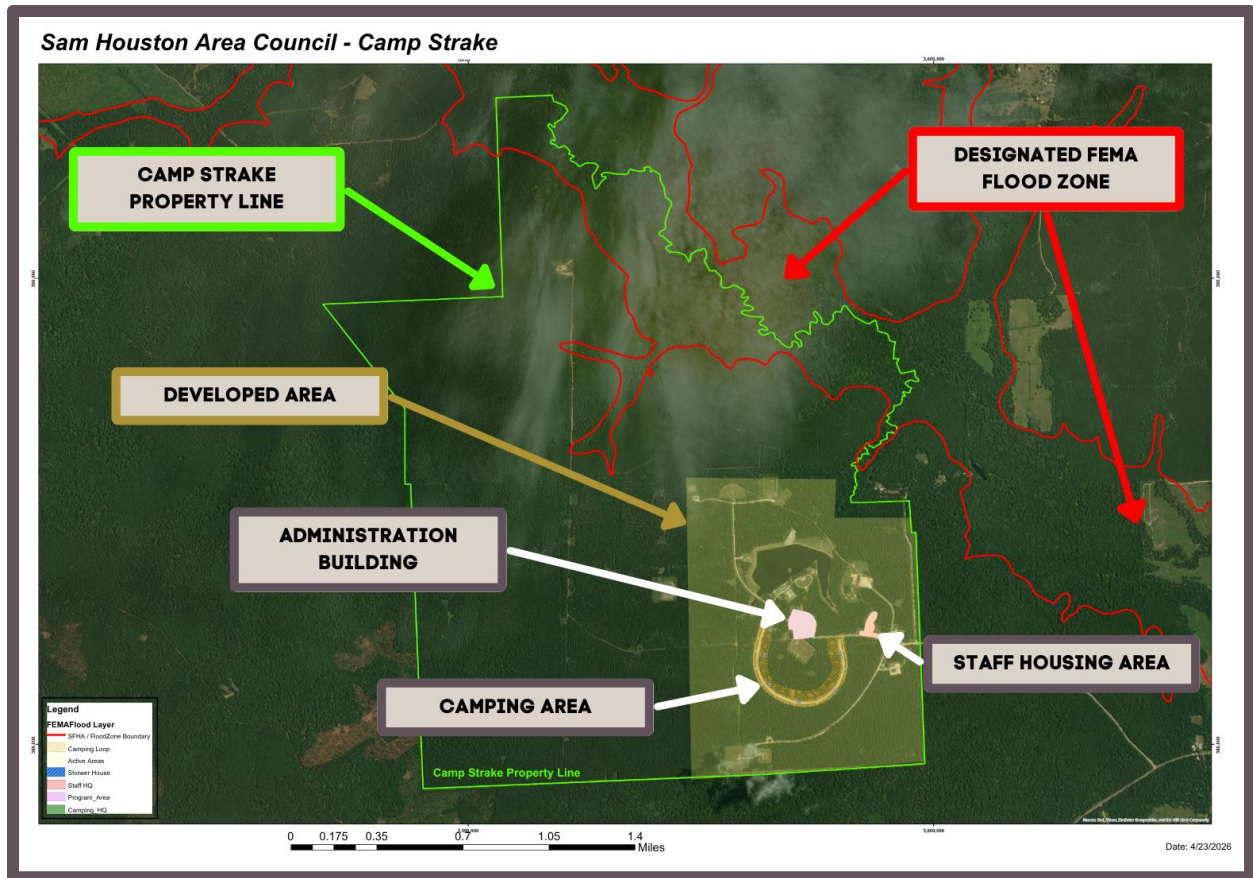 Sam Houston Area Council - Camp Strake
3,800,000
CAMP STRAKE
PROPERTY LINE
DESIGNATED FEMA
FLOOD ZONE
DEVELOPED AREA
ADMINISTRATION
BUILDING
STAFF HOUSING AREA
CAMPING AREA
Camp Strake Property Line
Legend
FEMAFlood Layer
SFHA / FloodZone Boundary
Camping Loop
Active Areas
Shower House
Staff HQ
Program_Area
Camping_HQ
0 0.175 0.35 0.7 1.05 1.4
Miles
Date: 4/23/2026